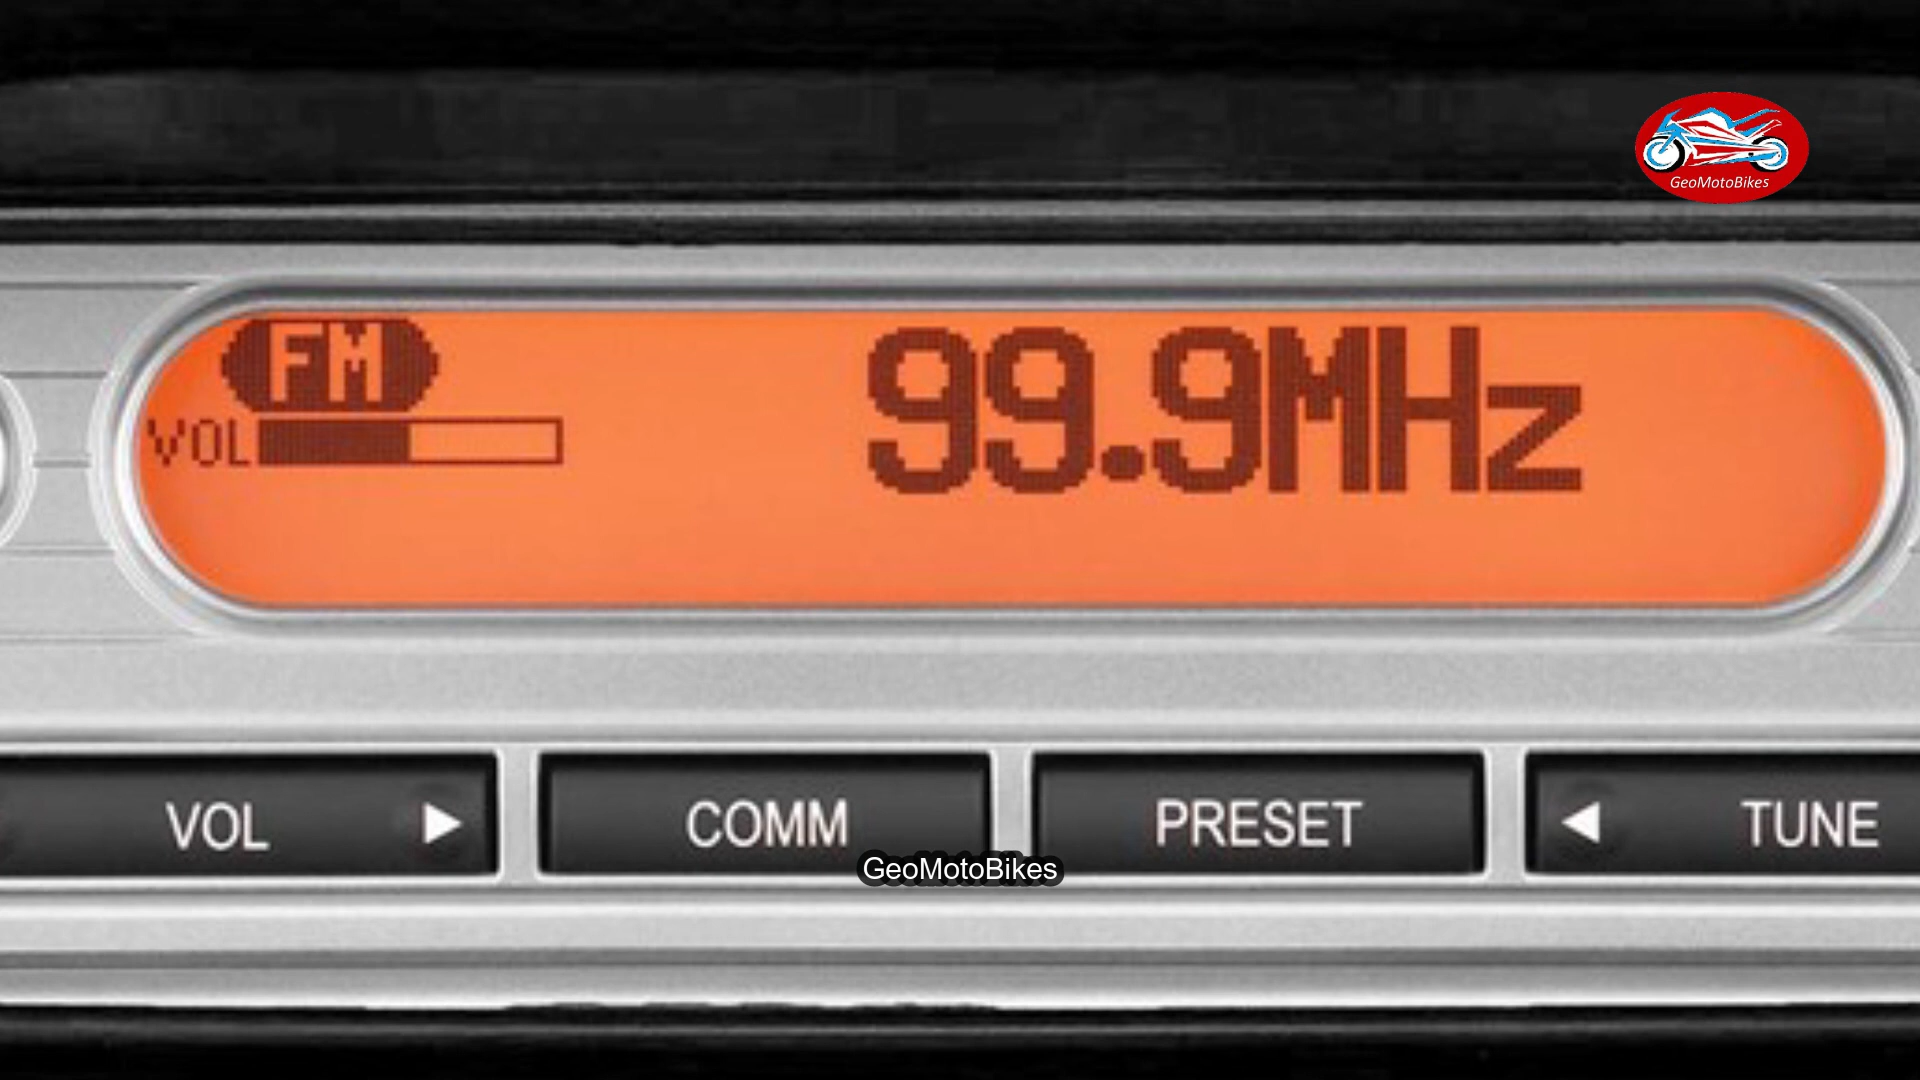 GeoMotoBikes
FM
99.9MHz
VOL
VOL
COMM
PRESET
TUNE
GeoMotoBikes